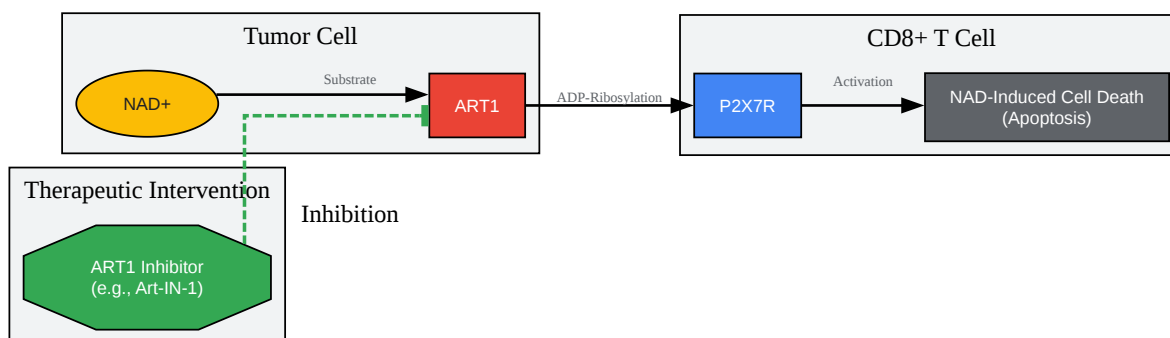 Tumor Cell
CD8+ T Cell
Substrate
Activation
NAD+
ART1
ADP-Ribosylation
P2X7R
NAD-Induced Cell Death
(Apoptosis)
Therapeutic Intervention
Inhibition
ART1 Inhibitor
(e.g., Art-IN-1)